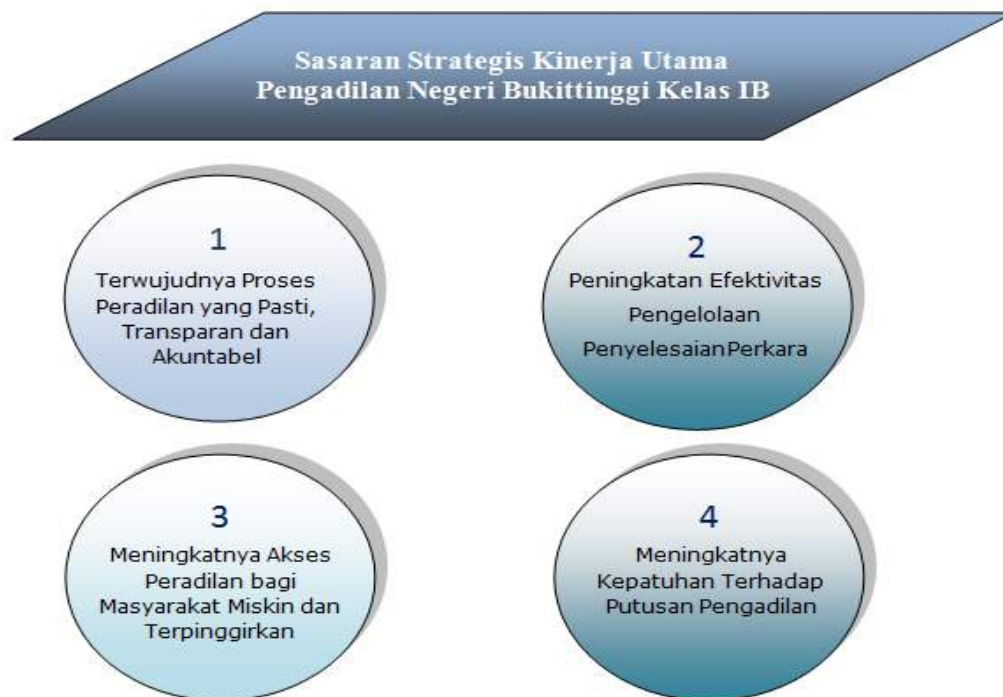 Sasaran Strategis Kinerja Utama
Pengadilan Negeri Bukittinggi Kelas IB
1
Terwujudnya Proses
Peradilan yang Pasti,
Transparan dan
Akuntabel
2
Peningkatan Efektivitas
Pengelolaan
PenyelesaianPerkara
3
Meningkatnya Akses
Peradilan bagi
Masyarakat Miskin dan
Terpinggirkan
4
Meningkatnya
Kepatuhan Terhadap
Putusan Pengadilan